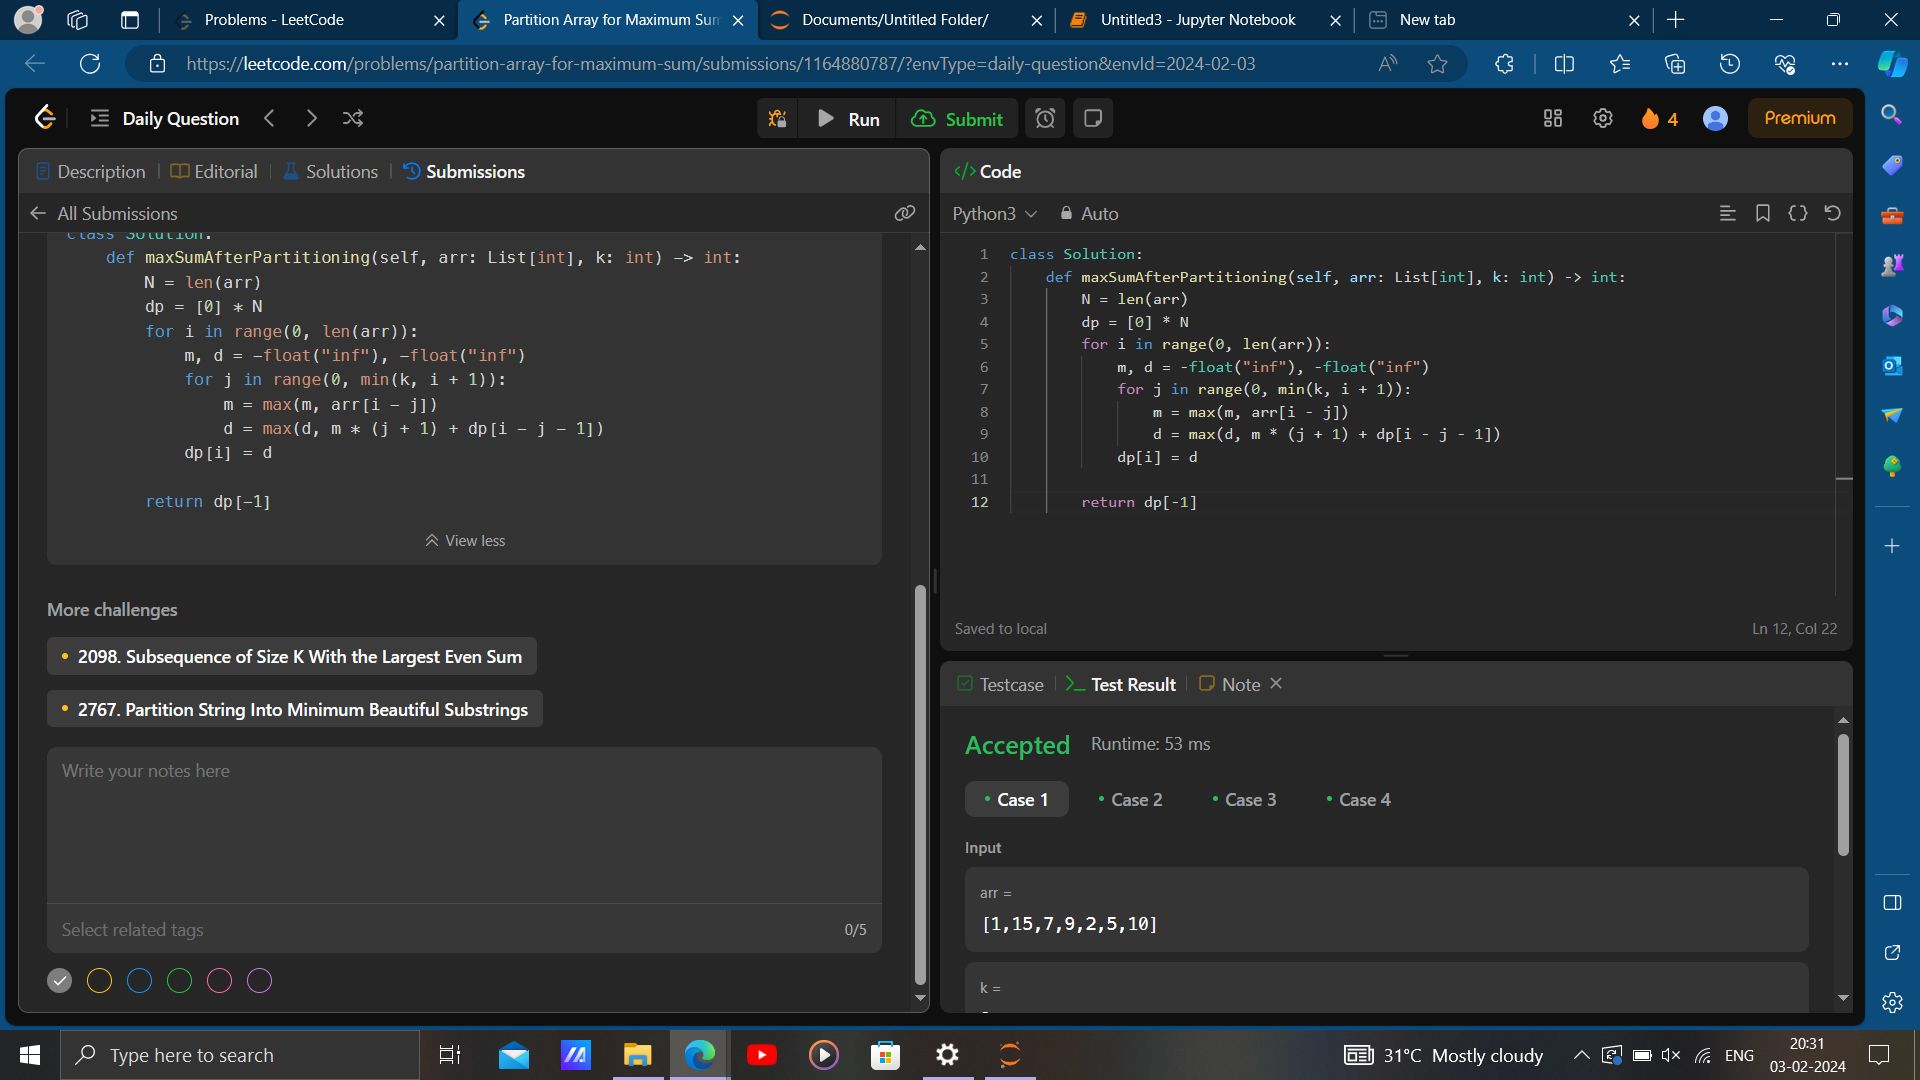 Problems - LeetCode
Partition Array for Maximum Sum
Documents/Untitled Folder/
Untitled3 - Jupyter Notebook
New tab
https://leetcode.com/problems/partition-array-for-maximum-sum/submissions/1164880787/?envType=daily-question&envId=2024-02-03
Daily Question
Run
Submit
4
Premium
Description
Editorial
Solutions
Submissions
All Submissions
class Solution:
def maxSumAfterPartitioning(self, arr: List[int], k: int) -> int:
N = len(arr)
dp = [0] * N
for i in range(0, len(arr)):
m, d = -float("inf"), -float("inf")
for j in range(0, min(k, i + 1)):
m = max(m, arr[i - j])
d = max(d, m * (j + 1) + dp[i - j - 1])
dp[i] = d
return dp[-1]
View less
More challenges
2098. Subsequence of Size K With the Largest Even Sum
2767. Partition String Into Minimum Beautiful Substrings
Write your notes here
Select related tags
0/5
</> Code
Python3
Auto
1 class Solution:
2 def maxSumAfterPartitioning(self, arr: List[int], k: int) -> int:
3 N = len(arr)
4 dp = [0] * N
5 for i in range(0, len(arr)):
6 m, d = -float("inf"), -float("inf")
7 for j in range(0, min(k, i + 1)):
8 m = max(m, arr[i - j])
9 d = max(d, m * (j + 1) + dp[i - j - 1])
10 dp[i] = d
11
12 return dp[-1]
Saved to local
Ln 12, Col 22
Testcase
Test Result
Note
Accepted
Runtime: 53 ms
Case 1
Case 2
Case 3
Case 4
Input
arr =
[1,15,7,9,2,5,10]
k =
Type here to search
31°C Mostly cloudy
ENG
20:31
03-02-2024